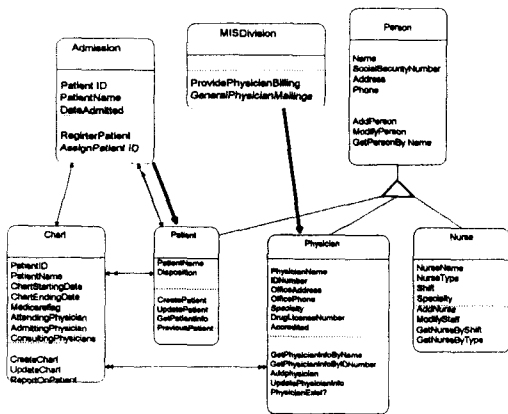 Admission
Patient ID
PatientName
DateAdmitted
RegirterPatient
AssignPatient ID
MISDivision
ProvidePhysicianBilling
GeneralPhysicianMailings
Person
Name
SocialSecurityNumber
Address
Phone
AddPerson
ModifyPerson
GetPersonBy Name
Chart
PatientID
PatientName
ChartStartingDate
ChartEndingDate
Medicareflag
AttendingPhysician
AdmittingPhysician
ConsultingPhysicians
CreateChart
UpdateChart
ReportOnPatient
Patient
PatientName
Disposition
CreatePatient
UpdatePatient
GetPatientInfo
PreviousPatient
Physician
PhysicianName
IDNumber
OfficeAddress
OfficePhone
Specialty
DrugLicenseNumber
Accredited
GetPhysicianInfoByName
GetPhysicianInfoByIDNumber
Addphysician
UpdatePhysicianInfo
PhysicianExist?
Nurse
NurseName
NurseType
Shift
Specialty
AddNurse
ModifyStaff
GetNurseByShift
GetNurseByType